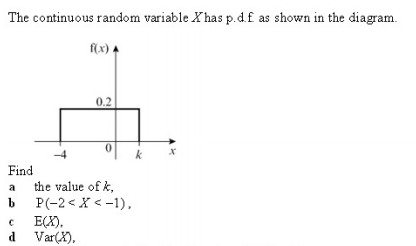 The continuous random variable X has p.d.f. as shown in the diagram.
f(x)
0.2
-4 0 k x
Find
a the value of k,
b P(-2 < X < -1),
c E(X),
d Var(X),